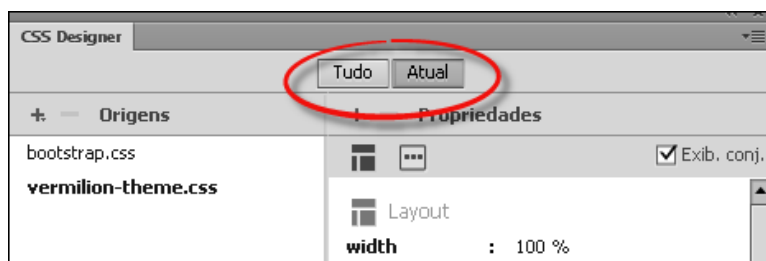 CSS Designer
Tudo Atual
Origens
Propriedades
bootstrap.css
Exib. conj.
vermilion-theme.css
Layout
width : 100 %